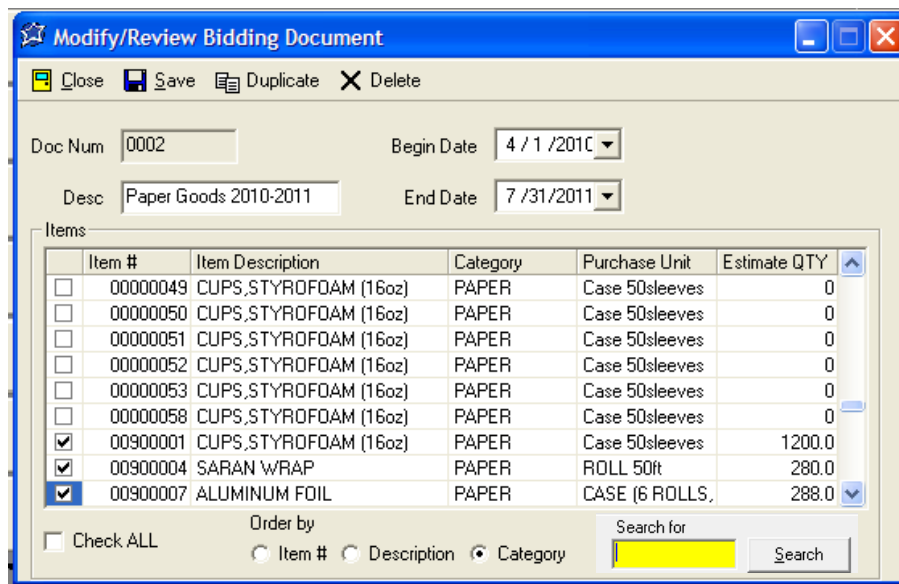 Modify/Review Bidding Document
Close Save Duplicate Delete
Doc Num 0002 Begin Date 4 / 1 /2010
Desc Paper Goods 2010-2011 End Date 7 /31/2011
Items
Item # Item Description Category Purchase Unit Estimate QTY
00000049 CUPS,STYROFOAM (16oz) PAPER Case 50sleeves 0
00000050 CUPS,STYROFOAM (16oz) PAPER Case 50sleeves 0
00000051 CUPS,STYROFOAM (16oz) PAPER Case 50sleeves 0
00000052 CUPS,STYROFOAM (16oz) PAPER Case 50sleeves 0
00000053 CUPS,STYROFOAM (16oz) PAPER Case 50sleeves 0
00000058 CUPS,STYROFOAM (16oz) PAPER Case 50sleeves 0
00900001 CUPS,STYROFOAM (16oz) PAPER Case 50sleeves 1200.0
00900004 SARAN WRAP PAPER ROLL 50ft 280.0
00900007 ALUMINUM FOIL PAPER CASE (6 ROLLS, 288.0
Check ALL Order by Item # Description Category Search for Search